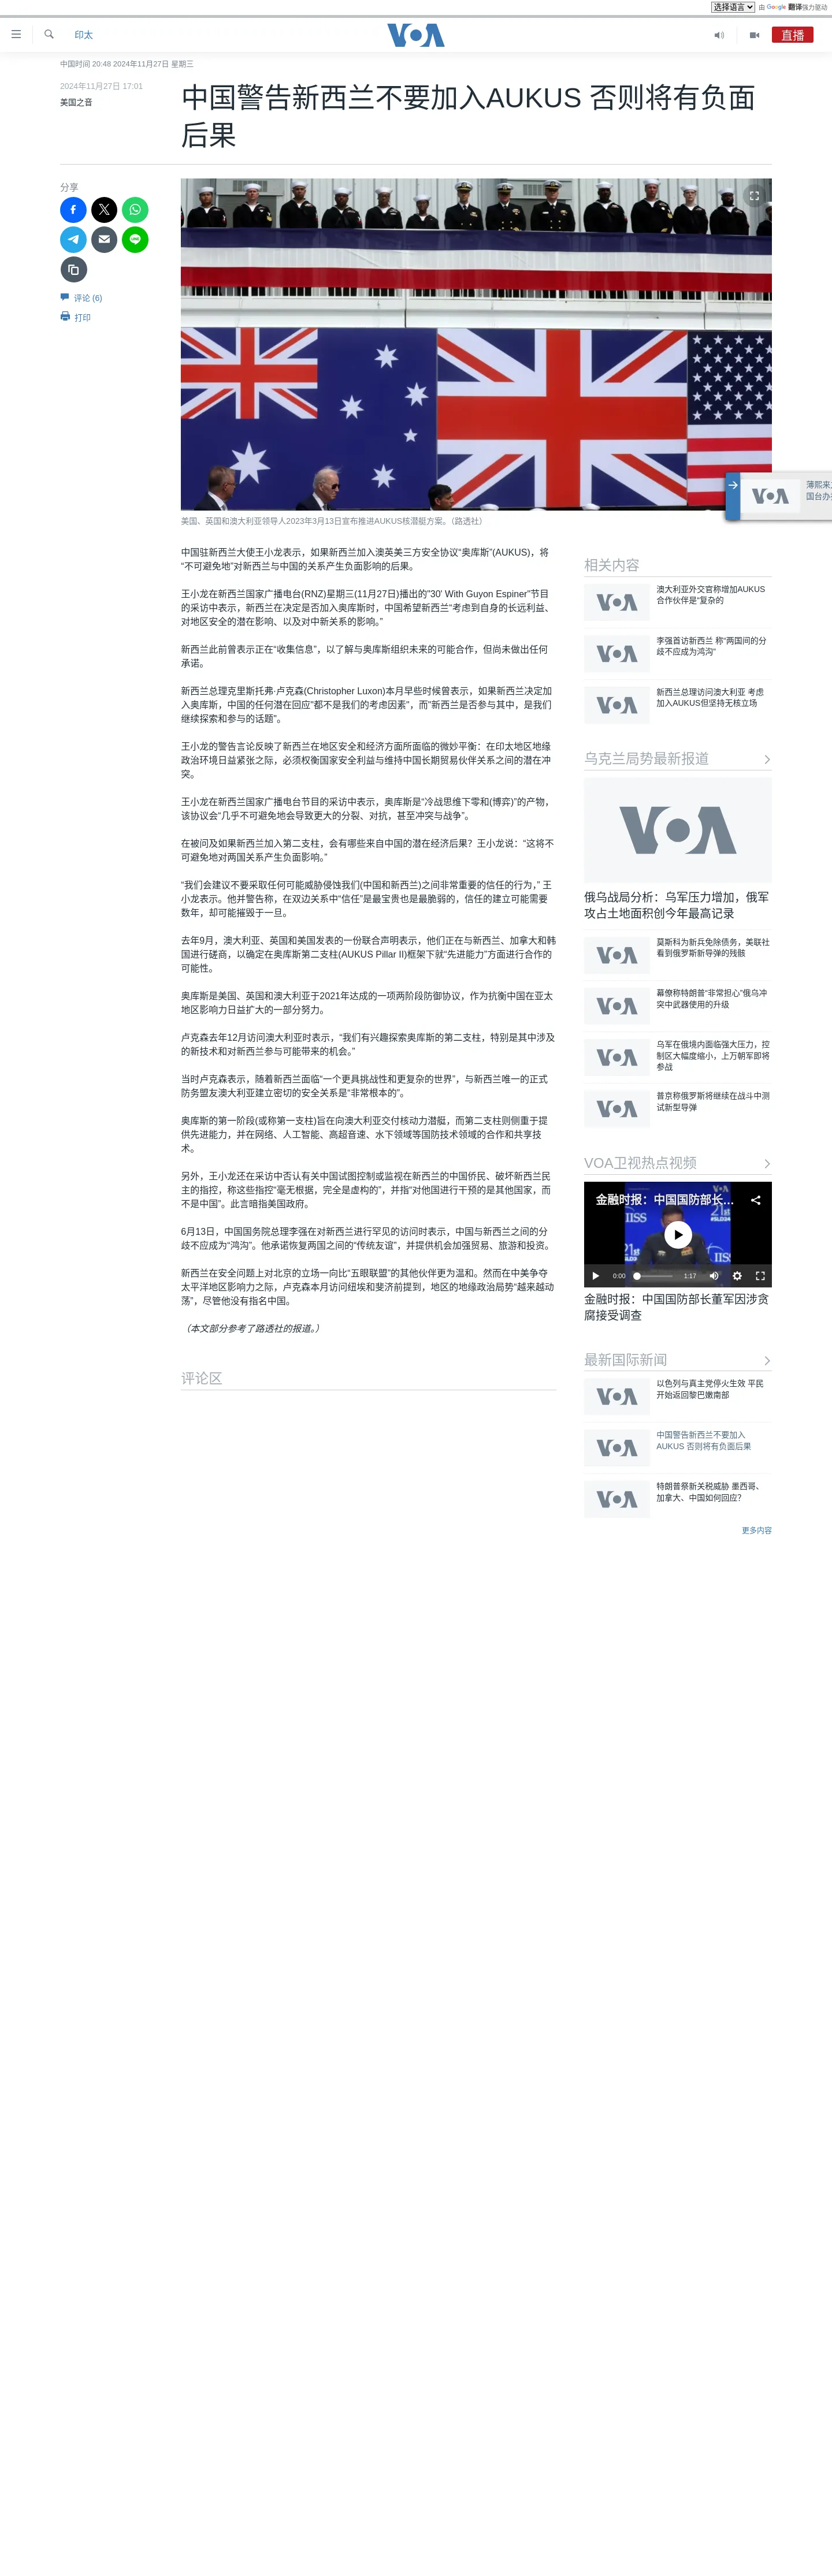 选择语言 由 Google 翻译强力驱动
印太
VOA
直播
中国时间 20:48 2024年11月27日 星期三
2024年11月27日 17:01
美国之音
中国警告新西兰不要加入AUKUS 否则将有负面
后果
分享
评论 (6)
打印
美国、英国和澳大利亚领导人2023年3月13日宣布推进AUKUS核潜艇方案。（路透社）
中国驻新西兰大使王小龙表示，如果新西兰加入澳英美三方安全协议“奥库斯”(AUKUS)，将
“不可避免地”对新西兰与中国的关系产生负面影响的后果。
王小龙在新西兰国家广播电台(RNZ)星期三(11月27日)播出的"30' With Guyon Espiner"节目
的采访中表示，新西兰在决定是否加入奥库斯时，中国希望新西兰“考虑到自身的长远利益、
对地区安全的潜在影响、以及对中新关系的影响。”
新西兰此前曾表示正在“收集信息”，以了解与奥库斯组织未来的可能合作，但尚未做出任何
承诺。
新西兰总理克里斯托弗·卢克森(Christopher Luxon)本月早些时候曾表示，如果新西兰决定加
入奥库斯，中国的任何潜在回应"都不是我们的考虑因素"，而"新西兰是否参与其中，是我们
继续探索和参与的话题"。
王小龙的警告言论反映了新西兰在地区安全和经济方面所面临的微妙平衡：在印太地区地缘
政治环境日益紧张之际，必须权衡国家安全利益与维持中国长期贸易伙伴关系之间的潜在冲
突。
王小龙在新西兰国家广播电台节目的采访中表示，奥库斯是“冷战思维下零和(博弈)”的产物，
该协议会“几乎不可避免地会导致更大的分裂、对抗，甚至冲突与战争”。
在被问及如果新西兰加入第二支柱，会有哪些来自中国的潜在经济后果？王小龙说：“这将不
可避免地对两国关系产生负面影响。”
“我们会建议不要采取任何可能威胁侵蚀我们(中国和新西兰)之间非常重要的信任的行为，” 王
小龙表示。他并警告称，在双边关系中“信任”是最宝贵也是最脆弱的，信任的建立可能需要
数年，却可能摧毁于一旦。
去年9月，澳大利亚、英国和美国发表的一份联合声明表示，他们正在与新西兰、加拿大和韩
国进行磋商，以确定在奥库斯第二支柱(AUKUS Pillar II)框架下就“先进能力”方面进行合作的
可能性。
奥库斯是美国、英国和澳大利亚于2021年达成的一项两阶段防御协议，作为抗衡中国在亚太
地区影响力日益扩大的一部分努力。
卢克森去年12月访问澳大利亚时表示，“我们有兴趣探索奥库斯的第二支柱，特别是其中涉及
的新技术和对新西兰参与可能带来的机会。”
当时卢克森表示，随着新西兰面临“一个更具挑战性和更复杂的世界”，与新西兰唯一的正式
防务盟友澳大利亚建立密切的安全关系是“非常根本的”。
奥库斯的第一阶段(或称第一支柱)旨在向澳大利亚交付核动力潜艇，而第二支柱则侧重于提
供先进能力，并在网络、人工智能、高超音速、水下领域等国防技术领域的合作和共享技
术。
另外，王小龙还在采访中否认有关中国试图控制或监视在新西兰的中国侨民、破坏新西兰民
主的指控，称这些指控“毫无根据，完全是虚构的”，并指“对他国进行干预的是其他国家，而
不是中国”。此言暗指美国政府。
6月13日，中国国务院总理李强在对新西兰进行罕见的访问时表示，中国与新西兰之间的分
歧不应成为“鸿沟”。他承诺恢复两国之间的“传统友谊”，并提供机会加强贸易、旅游和投资。
新西兰在安全问题上对北京的立场一向比“五眼联盟”的其他伙伴更为温和。然而在中美争夺
太平洋地区影响力之际，卢克森本月访问纽埃和斐济前提到，地区的地缘政治局势“越来越动
荡”，尽管他没有指名中国。
（本文部分参考了路透社的报道。）
评论区
薄熙来
国台办
相关内容
澳大利亚外交官称增加AUKUS
合作伙伴是“复杂的
李强首访新西兰 称“两国间的分
歧不应成为鸿沟”
新西兰总理访问澳大利亚 考虑
加入AUKUS但坚持无核立场
乌克兰局势最新报道
俄乌战局分析：乌军压力增加，俄军
攻占土地面积创今年最高记录
莫斯科为新兵免除债务，美联社
看到俄罗斯新导弹的残骸
幕僚称特朗普“非常担心”俄乌冲
突中武器使用的升级
乌军在俄境内面临强大压力，控
制区大幅度缩小，上万朝军即将
参战
普京称俄罗斯将继续在战斗中测
试新型导弹
VOA卫视热点视频
金融时报：中国国防部长...
0:00 1:17
金融时报：中国国防部长董军因涉贪
腐接受调查
最新国际新闻
以色列与真主党停火生效 平民
开始返回黎巴嫩南部
中国警告新西兰不要加入
AUKUS 否则将有负面后果
特朗普祭新关税威胁 墨西哥、
加拿大、中国如何回应？
更多内容